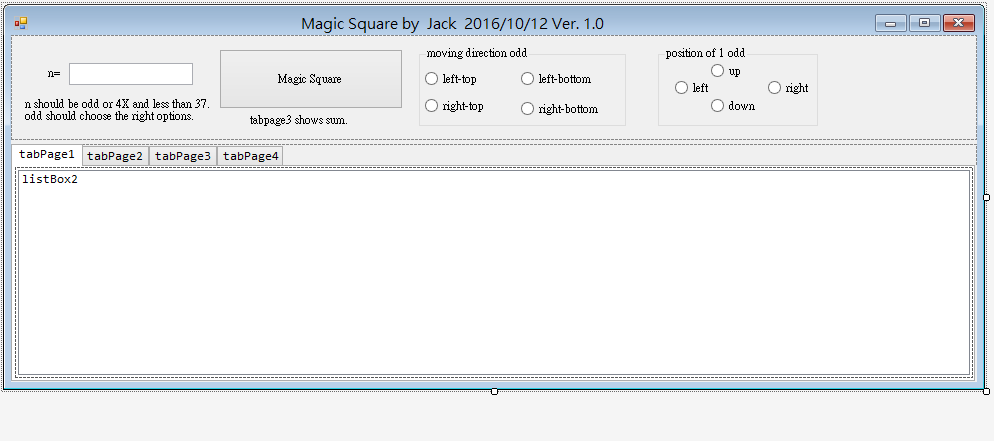 Magic Square by Jack 2016/10/12 Ver. 1.0
n=
n should be odd or 4X and less than 37.
odd should choose the right options.
Magic Square
tabpage3 shows sum.
moving direction odd
left-top
left-bottom
right-top
right-bottom
position of 1 odd
up
left
right
down
tabPage1 tabPage2 tabPage3 tabPage4
listBox2